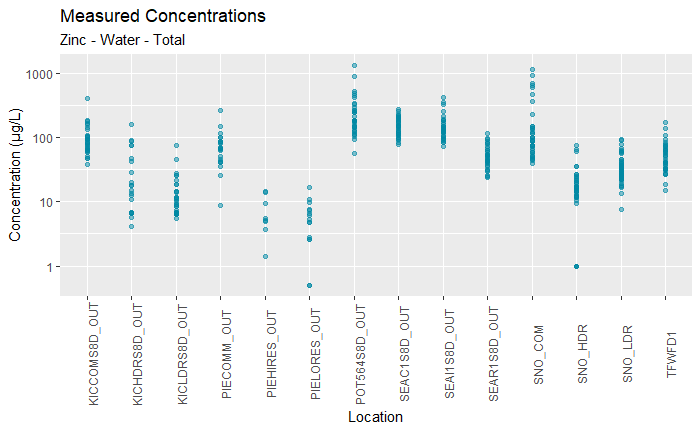 Measured Concentrations
Zinc - Water - Total
Concentration (µg/L)
1000
100
10
1
KICCOMS8D_OUT
KICHDRS8D_OUT
KICLDRS8D_OUT
PIECOMM_OUT
PIEHIRES_OUT
PIELORES_OUT
POT564S8D_OUT
SEAC1S8D_OUT
SEAI1S8D_OUT
SEAR1S8D_OUT
SNO_COM
SNO_HDR
SNO_LDR
TFWFD1
Location